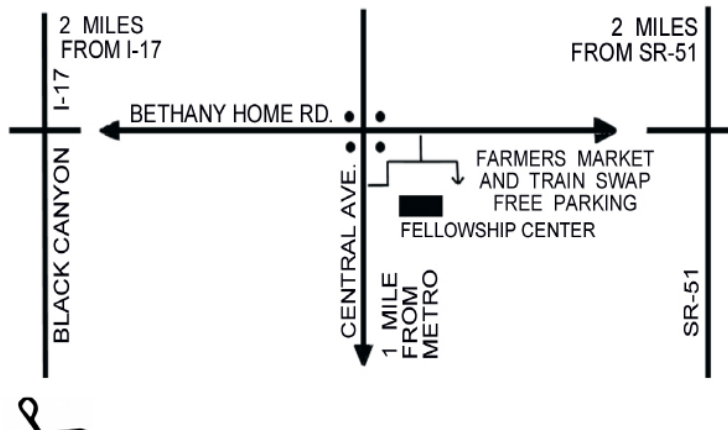 2 MILES
FROM I-17
2 MILES
FROM SR-51
I-17
BETHANY HOME RD.
BLACK CANYON
CENTRAL AVE.
FARMERS MARKET
AND TRAIN SWAP
FREE PARKING
FELLOWSHIP CENTER
1 MILE
FROM
METRO
SR-51